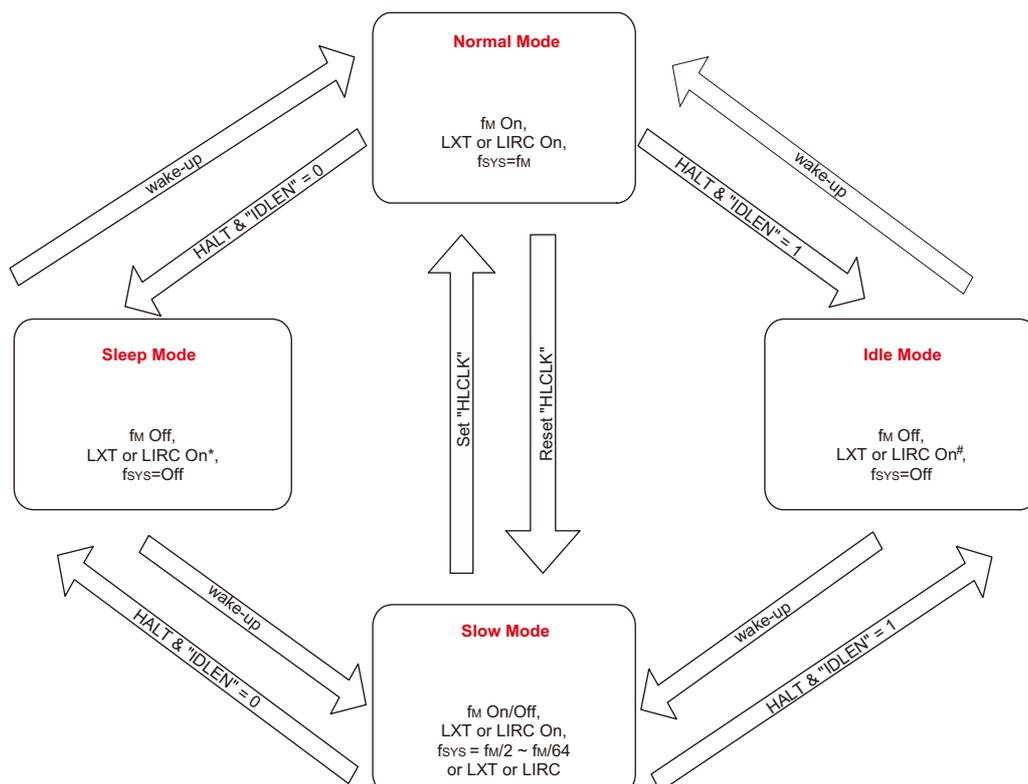 Normal Mode
fM On,
LXT or LIRC On,
fSYS=fM
wake-up
HALT & "IDLEN" = 0
HALT & "IDLEN" = 1
wake-up
Sleep Mode
fM Off,
LXT or LIRC On*,
fSYS=Off
Set "HLCLK"
Reset "HLCLK"
Idle Mode
fM Off,
LXT or LIRC On#,
fSYS=Off
wake-up
HALT & "IDLEN" = 0
wake-up
HALT & "IDLEN" = 1
Slow Mode
fM On/Off,
LXT or LIRC On,
fSYS = fM/2 ~ fM/64
or LXT or LIRC